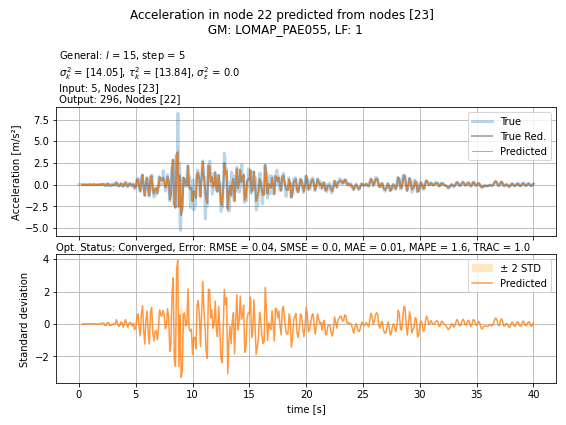 Acceleration in node 22 predicted from nodes [23]
GM: LOMAP_PAE055, LF: 1
General: l = 15, step = 5
σ²ₖ = [14.05], τ²ₖ = [13.84], σ²ε = 0.0
Input: 5, Nodes [23]
Output: 296, Nodes [22]
Acceleration [m/s²]
7.5
5.0
2.5
0.0
−2.5
−5.0
True
True Red.
Predicted
Opt. Status: Converged, Error: RMSE = 0.04, SMSE = 0.0, MAE = 0.01, MAPE = 1.6, TRAC = 1.0
Standard deviation
4
2
0
−2
± 2 STD
Predicted
0 5 10 15 20 25 30 35 40
time [s]